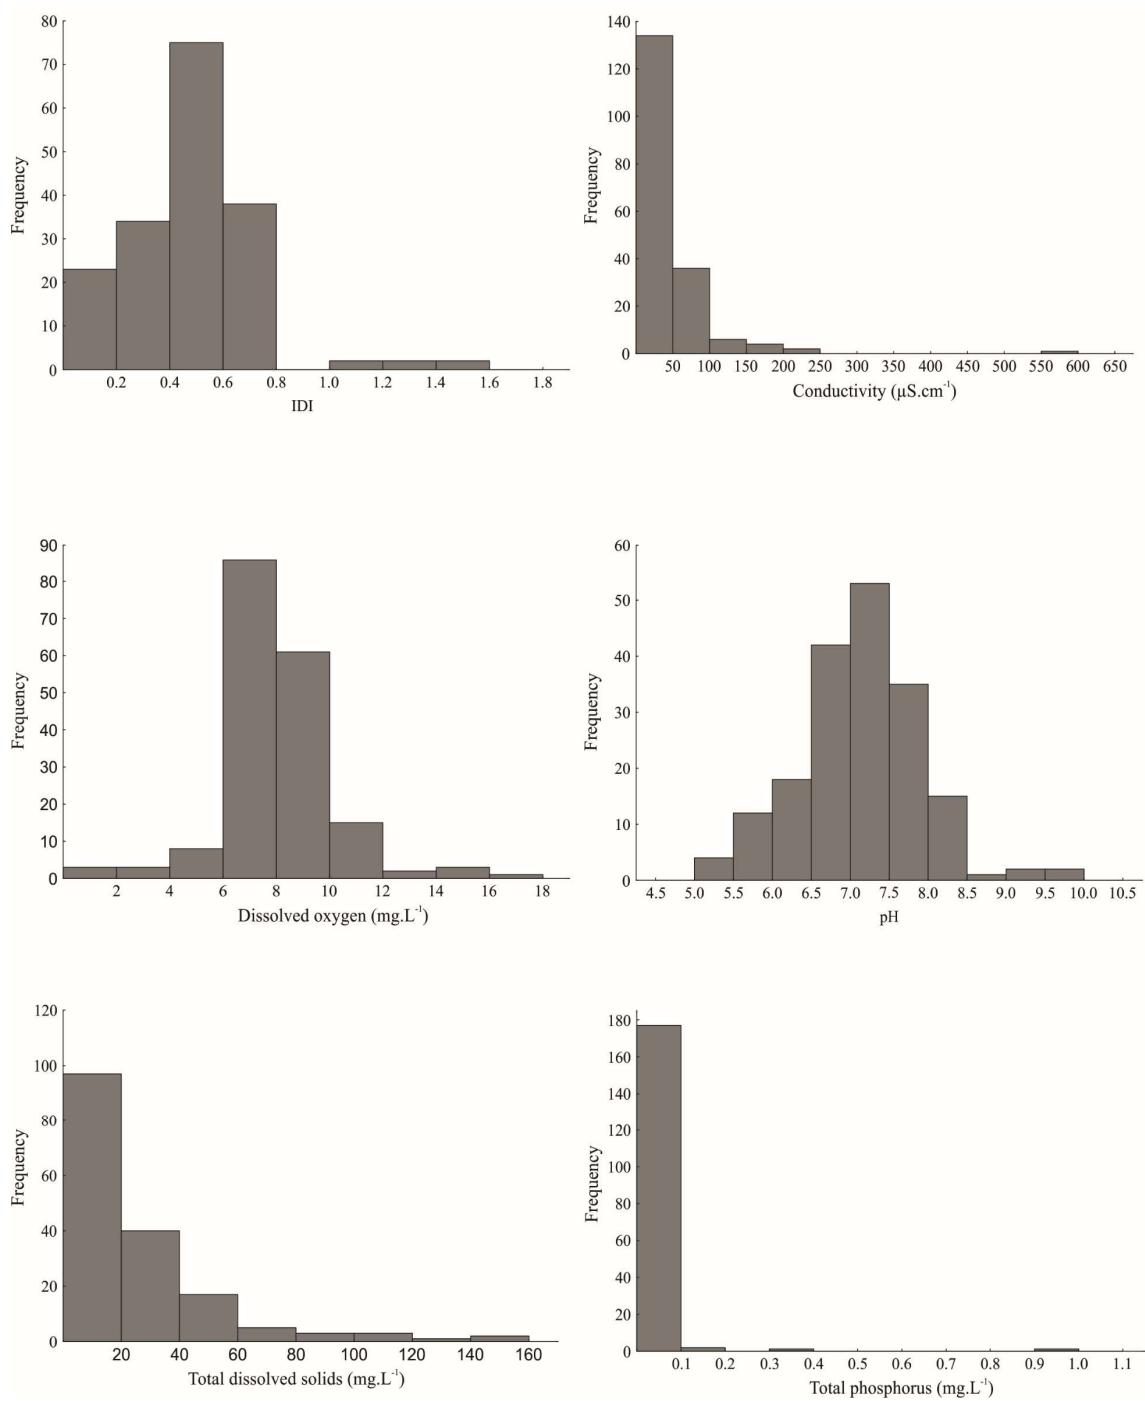 80
70
60
50
40
30
20
10
0
Frequency
0.2 0.4 0.6 0.8 1.0 1.2 1.4 1.6 1.8
IDI
140
120
100
80
60
40
20
0
Frequency
50 100 150 200 250 300 350 400 450 500 550 600 650
Conductivity (µS.cm⁻¹)
90
80
70
60
50
40
30
20
10
0
Frequency
2 4 6 8 10 12 14 16 18
Dissolved oxygen (mg.L⁻¹)
60
50
40
30
20
10
0
Frequency
4.5 5.0 5.5 6.0 6.5 7.0 7.5 8.0 8.5 9.0 9.5 10.0 10.5
pH
120
100
80
60
40
20
0
Frequency
20 40 60 80 100 120 140 160
Total dissolved solids (mg.L⁻¹)
180
160
140
120
100
80
60
40
20
0
Frequency
0.1 0.2 0.3 0.4 0.5 0.6 0.7 0.8 0.9 1.0 1.1
Total phosphorus (mg.L⁻¹)